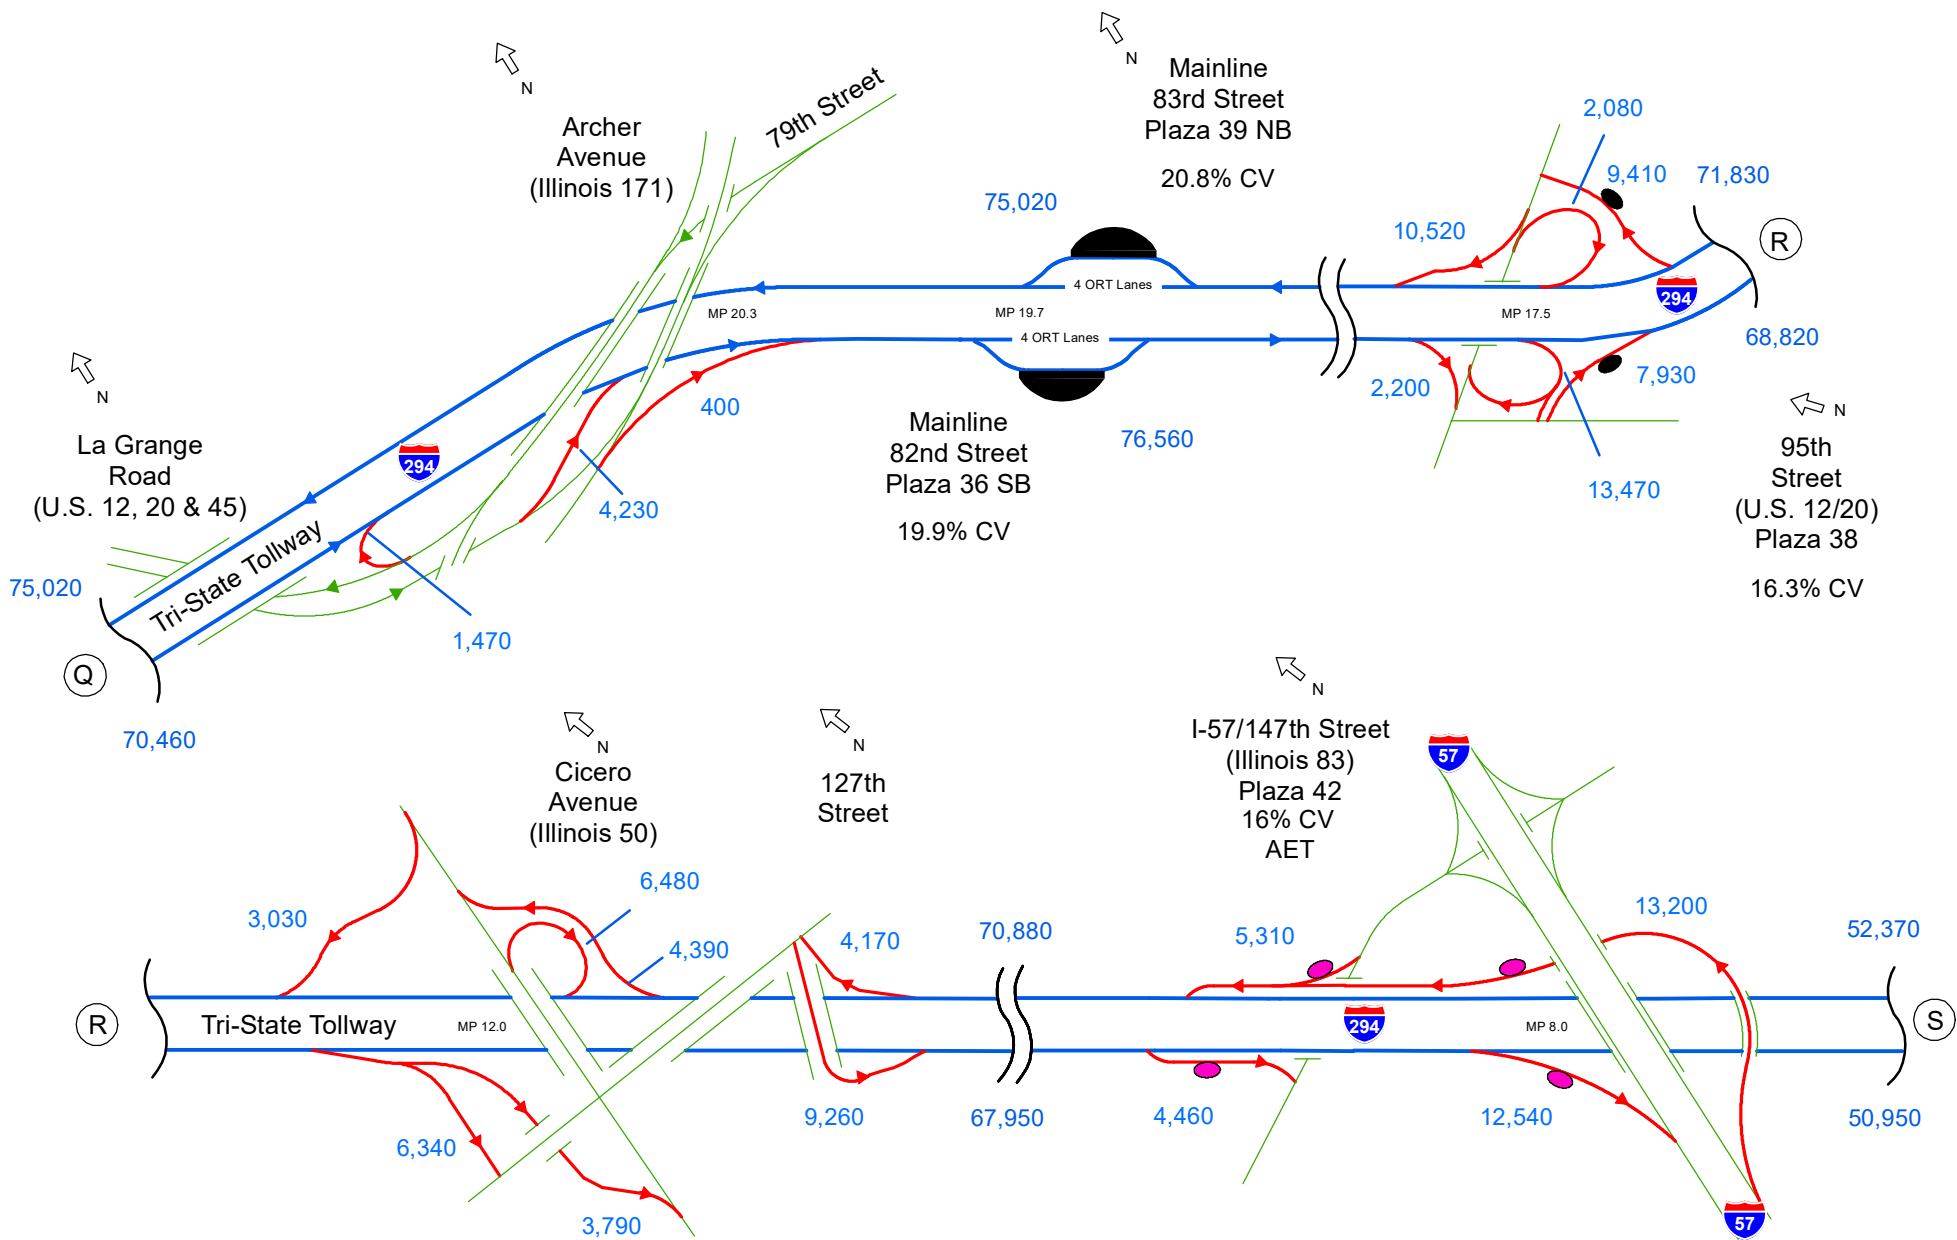 N
Archer
Avenue
(Illinois 171)
79th Street
N
Mainline
83rd Street
Plaza 39 NB
20.8% CV
75,020
2,080
9,410
71,830
10,520
R
4 ORT Lanes
294
MP 20.3
MP 19.7
MP 17.5
4 ORT Lanes
68,820
7,930
2,200
400
N
N
La Grange
Road
(U.S. 12, 20 & 45)
294
Mainline
82nd Street
Plaza 36 SB
19.9% CV
76,560
95th
Street
(U.S. 12/20)
Plaza 38
16.3% CV
13,470
4,230
75,020
Tri-State Tollway
1,470
Q
70,460
N
Cicero
Avenue
(Illinois 50)
N
127th
Street
N
I-57/147th Street
(Illinois 83)
Plaza 42
16% CV
AET
57
6,480
3,030
4,390
4,170
70,880
5,310
13,200
52,370
R
Tri-State Tollway
MP 12.0
294
MP 8.0
S
6,340
9,260
67,950
4,460
12,540
50,950
3,790
57